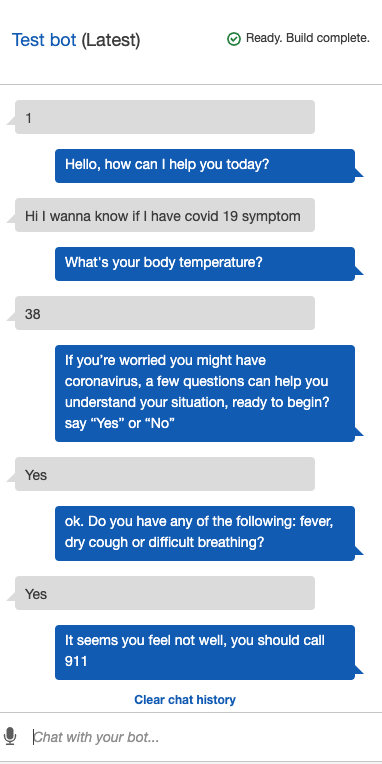 Test bot (Latest)
Ready. Build complete.
1
Hello, how can I help you today?
Hi I wanna know if I have covid 19 symptom
What's your body temperature?
38
If you’re worried you might have
coronavirus, a few questions can help you
understand your situation, ready to begin?
say “Yes” or “No”
Yes
ok. Do you have any of the following: fever,
dry cough or difficult breathing?
Yes
It seems you feel not well, you should call
911
Clear chat history
Chat with your bot...